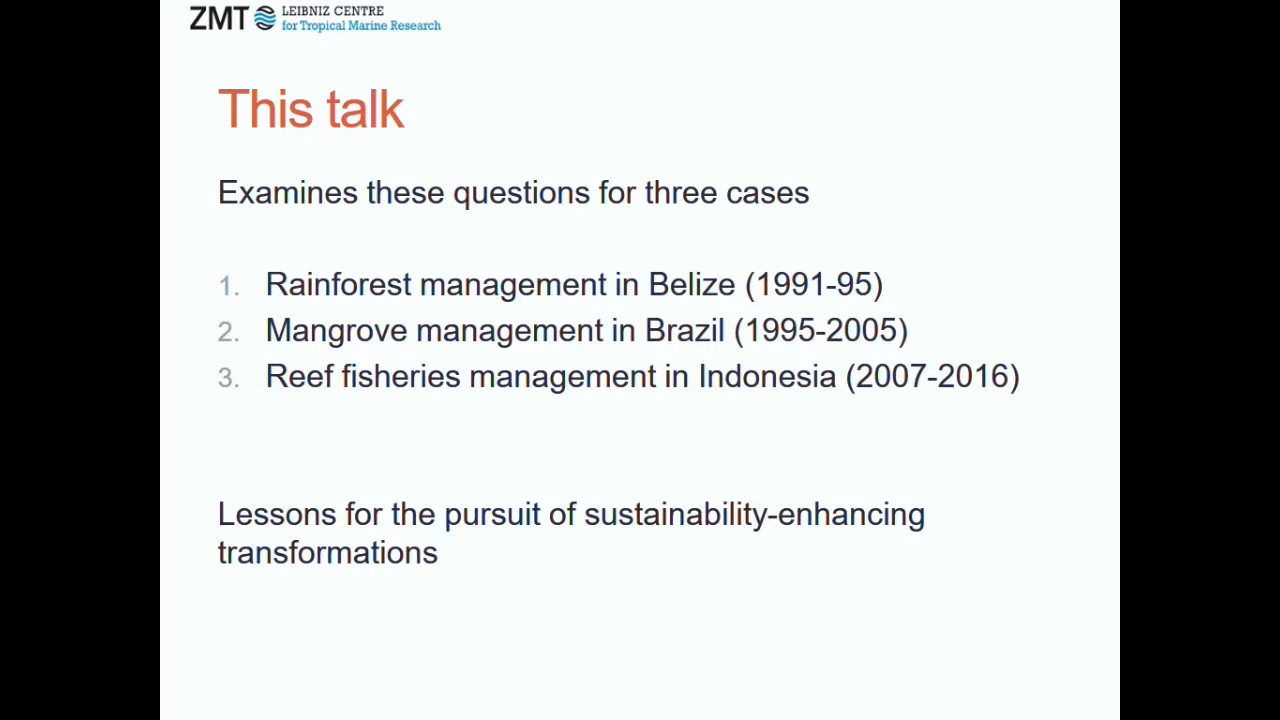 ZMT LEIBNIZ CENTRE
for Tropical Marine Research
This talk
Examines these questions for three cases
1. Rainforest management in Belize (1991-95)
2. Mangrove management in Brazil (1995-2005)
3. Reef fisheries management in Indonesia (2007-2016)
Lessons for the pursuit of sustainability-enhancing
transformations